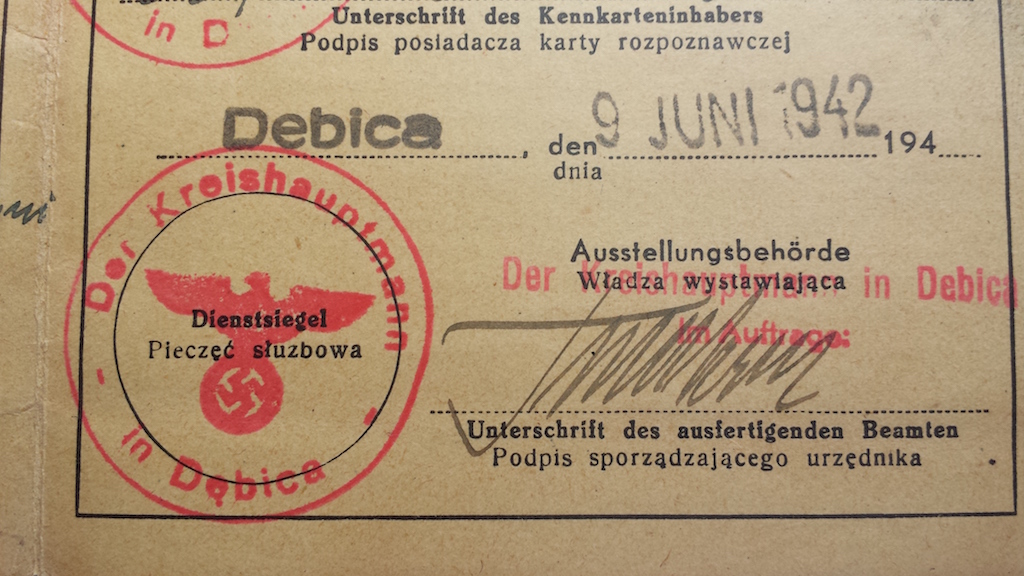 in D
Unterschrift des Kennkarteninhabers
Podpis posiadacza karty rozpoznawczej
Debica, den 9 JUNI 1942 194
dnia
Der Kreishauptmann
in Dębica
Dienstsiegel
Pieczęć służbowa
Ausstellungsbehörde
Der Kreishauptmann in Debica
Władza wystawiająca
Im Auftrage:
Unterschrift des ausfertigenden Beamten
Podpis sporządzającego urzędnika